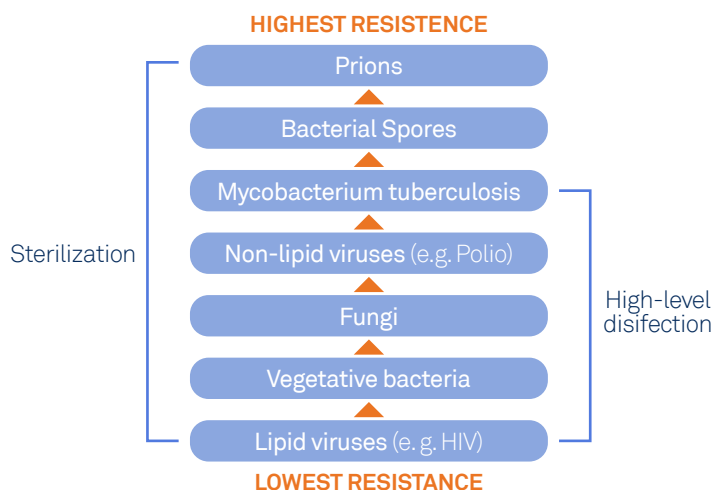 HIGHEST RESISTENCE
Prions
Bacterial Spores
Mycobacterium tuberculosis
Sterilization
Non-lipid viruses (e.g. Polio)
High-level
disifection
Fungi
Vegetative bacteria
Lipid viruses (e. g. HIV)
LOWEST RESISTANCE